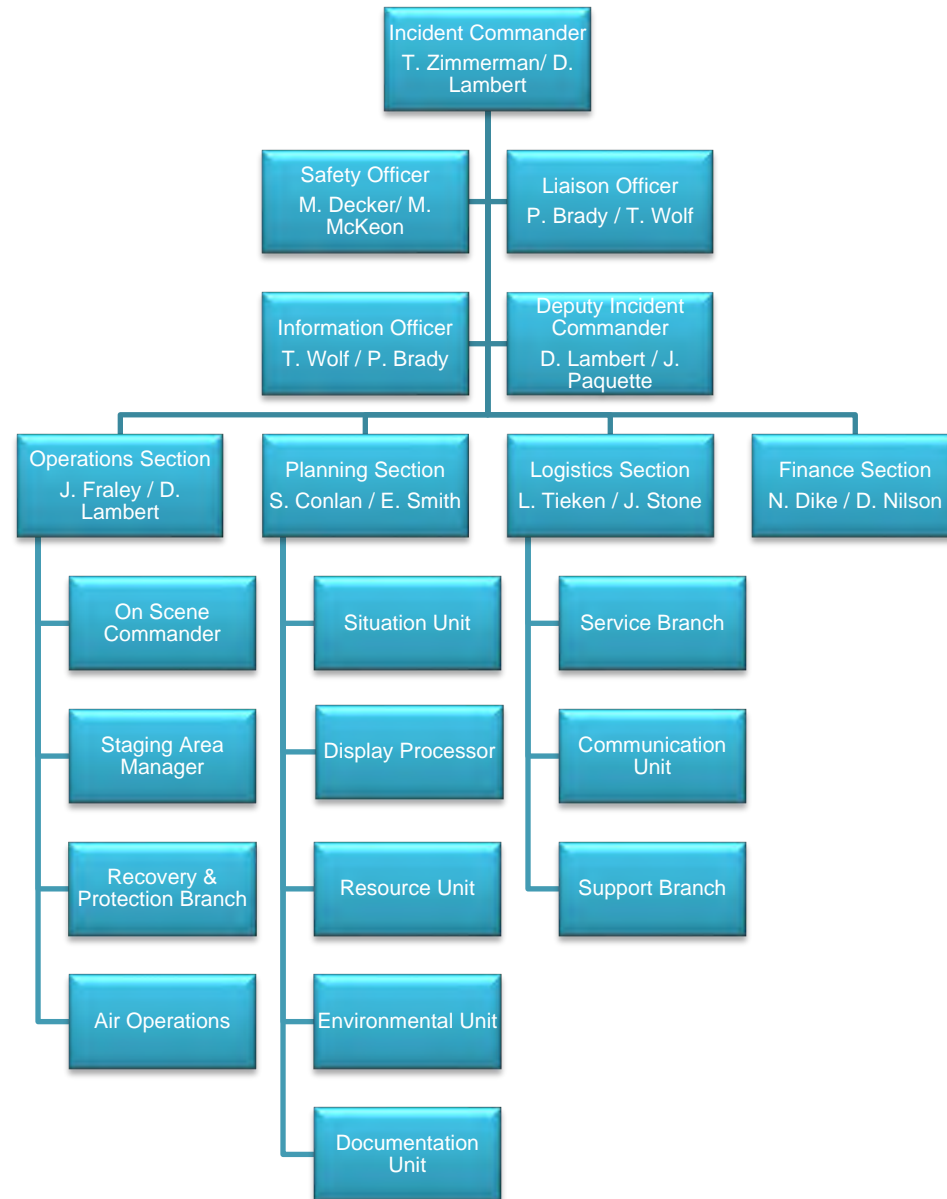 Incident Commander
T. Zimmerman/ D.
Lambert
Safety Officer
M. Decker/ M.
McKeon
Liaison Officer
P. Brady / T. Wolf
Information Officer
T. Wolf / P. Brady
Deputy Incident
Commander
D. Lambert / J.
Paquette
Operations Section
J. Fraley / D.
Lambert
Planning Section
S. Conlan / E. Smith
Logistics Section
L. Tieken / J. Stone
Finance Section
N. Dike / D. Nilson
On Scene
Commander
Situation Unit
Service Branch
Staging Area
Manager
Display Processor
Communication
Unit
Recovery &
Protection Branch
Resource Unit
Support Branch
Air Operations
Environmental Unit
Documentation
Unit